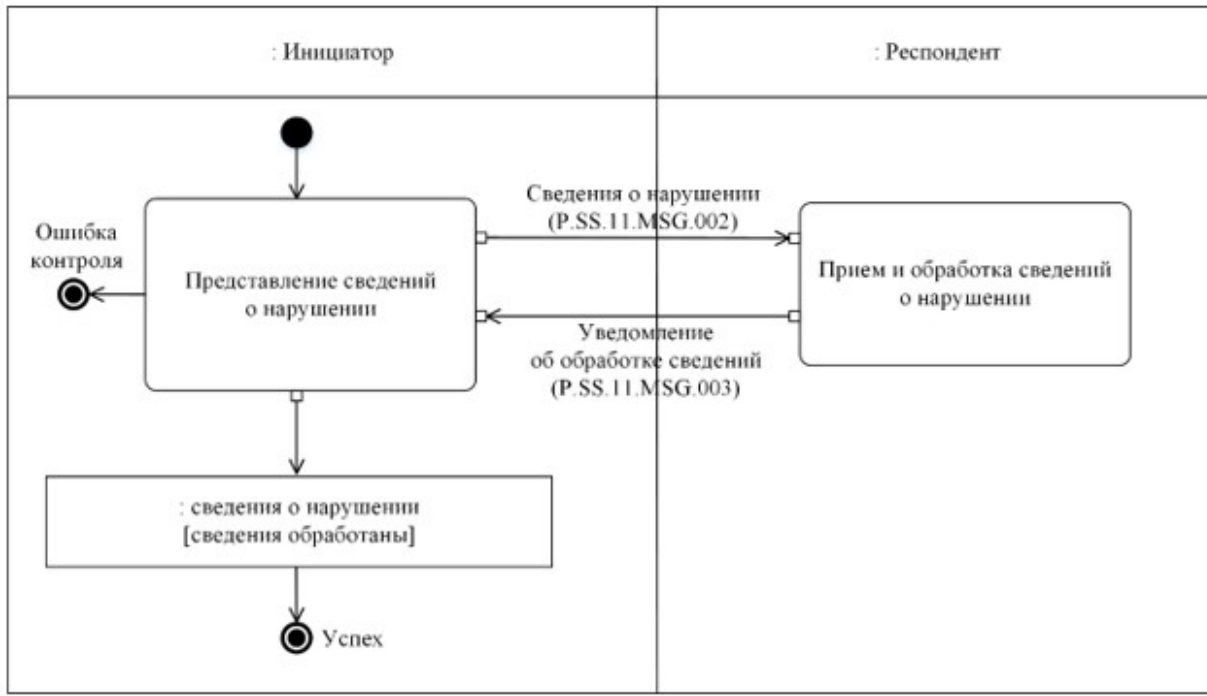 : Инициатор
: Респондент
Сведения о нарушении
(P.SS.11.MSG.002)
Ошибка
контроля
Представление сведений
о нарушении
Прием и обработка сведений
о нарушении
Уведомление
об обработке сведений
(P.SS.11.MSG.003)
: сведения о нарушении
[сведения обработаны]
Успех